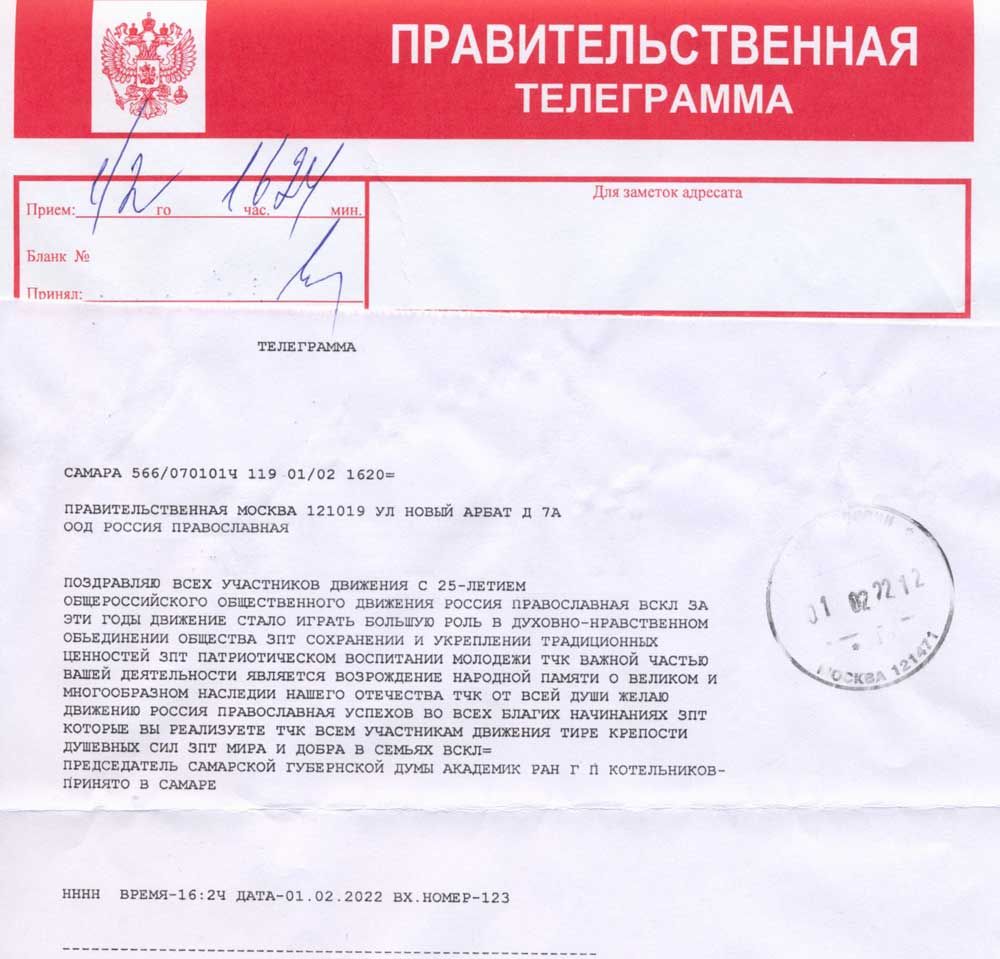 ПРАВИТЕЛЬСТВЕННАЯ
ТЕЛЕГРАММА
1/2 1624
Прием: го час. мин.
Для заметок адресата
Бланк №
Принял:
ТЕЛЕГРАММА
САМАРА 566/070101Ч 119 01/02 1620=
ПРАВИТЕЛЬСТВЕННАЯ МОСКВА 121019 УЛ НОВЫЙ АРБАТ Д 7А
ООД РОССИЯ ПРАВОСЛАВНАЯ
ПОЗДРАВЛЯЮ ВСЕХ УЧАСТНИКОВ ДВИЖЕНИЯ С 25-ЛЕТИЕМ
ОБЩЕРОССИЙСКОГО ОБЩЕСТВЕННОГО ДВИЖЕНИЯ РОССИЯ ПРАВОСЛАВНАЯ ВСКЛ ЗА
ЭТИ ГОДЫ ДВИЖЕНИЕ СТАЛО ИГРАТЬ БОЛЬШУЮ РОЛЬ В ДУХОВНО-НРАВСТВЕННОМ
ОБЬЕДИНЕНИИ ОБЩЕСТВА ЗПТ СОХРАНЕНИИ И УКРЕПЛЕНИИ ТРАДИЦИОННЫХ
ЦЕННОСТЕЙ ЗПТ ПАТРИОТИЧЕСКОМ ВОСПИТАНИИ МОЛОДЕЖИ ТЧК ВАЖНОЙ ЧАСТЬЮ
ВАШЕЙ ДЕЯТЕЛЬНОСТИ ЯВЛЯЕТСЯ ВОЗРОЖДЕНИЕ НАРОДНОЙ ПАМЯТИ О ВЕЛИКОМ И
МНОГООБРАЗНОМ НАСЛЕДИИ НАШЕГО ОТЕЧЕСТВА ТЧК ОТ ВСЕЙ ДУШИ ЖЕЛАЮ
ДВИЖЕНИЮ РОССИЯ ПРАВОСЛАВНАЯ УСПЕХОВ ВО ВСЕХ БЛАГИХ НАЧИНАНИЯХ ЗПТ
КОТОРЫЕ ВЫ РЕАЛИЗУЕТЕ ТЧК ВСЕМ УЧАСТНИКАМ ДВИЖЕНИЯ ТИРЕ КРЕПОСТИ
ДУШЕВНЫХ СИЛ ЗПТ МИРА И ДОБРА В СЕМЬЯХ ВСКЛ=
ПРЕДСЕДАТЕЛЬ САМАРСКОЙ ГУБЕРНСКОЙ ДУМЫ АКАДЕМИК РАН Г П КОТЕЛЬНИКОВ-
ПРИНЯТО В САМАРЕ
01 02 22 12
МОСКВА 121471
НННН ВРЕМЯ-16:2Ч ДАТА-01.02.2022 ВХ.НОМЕР-123